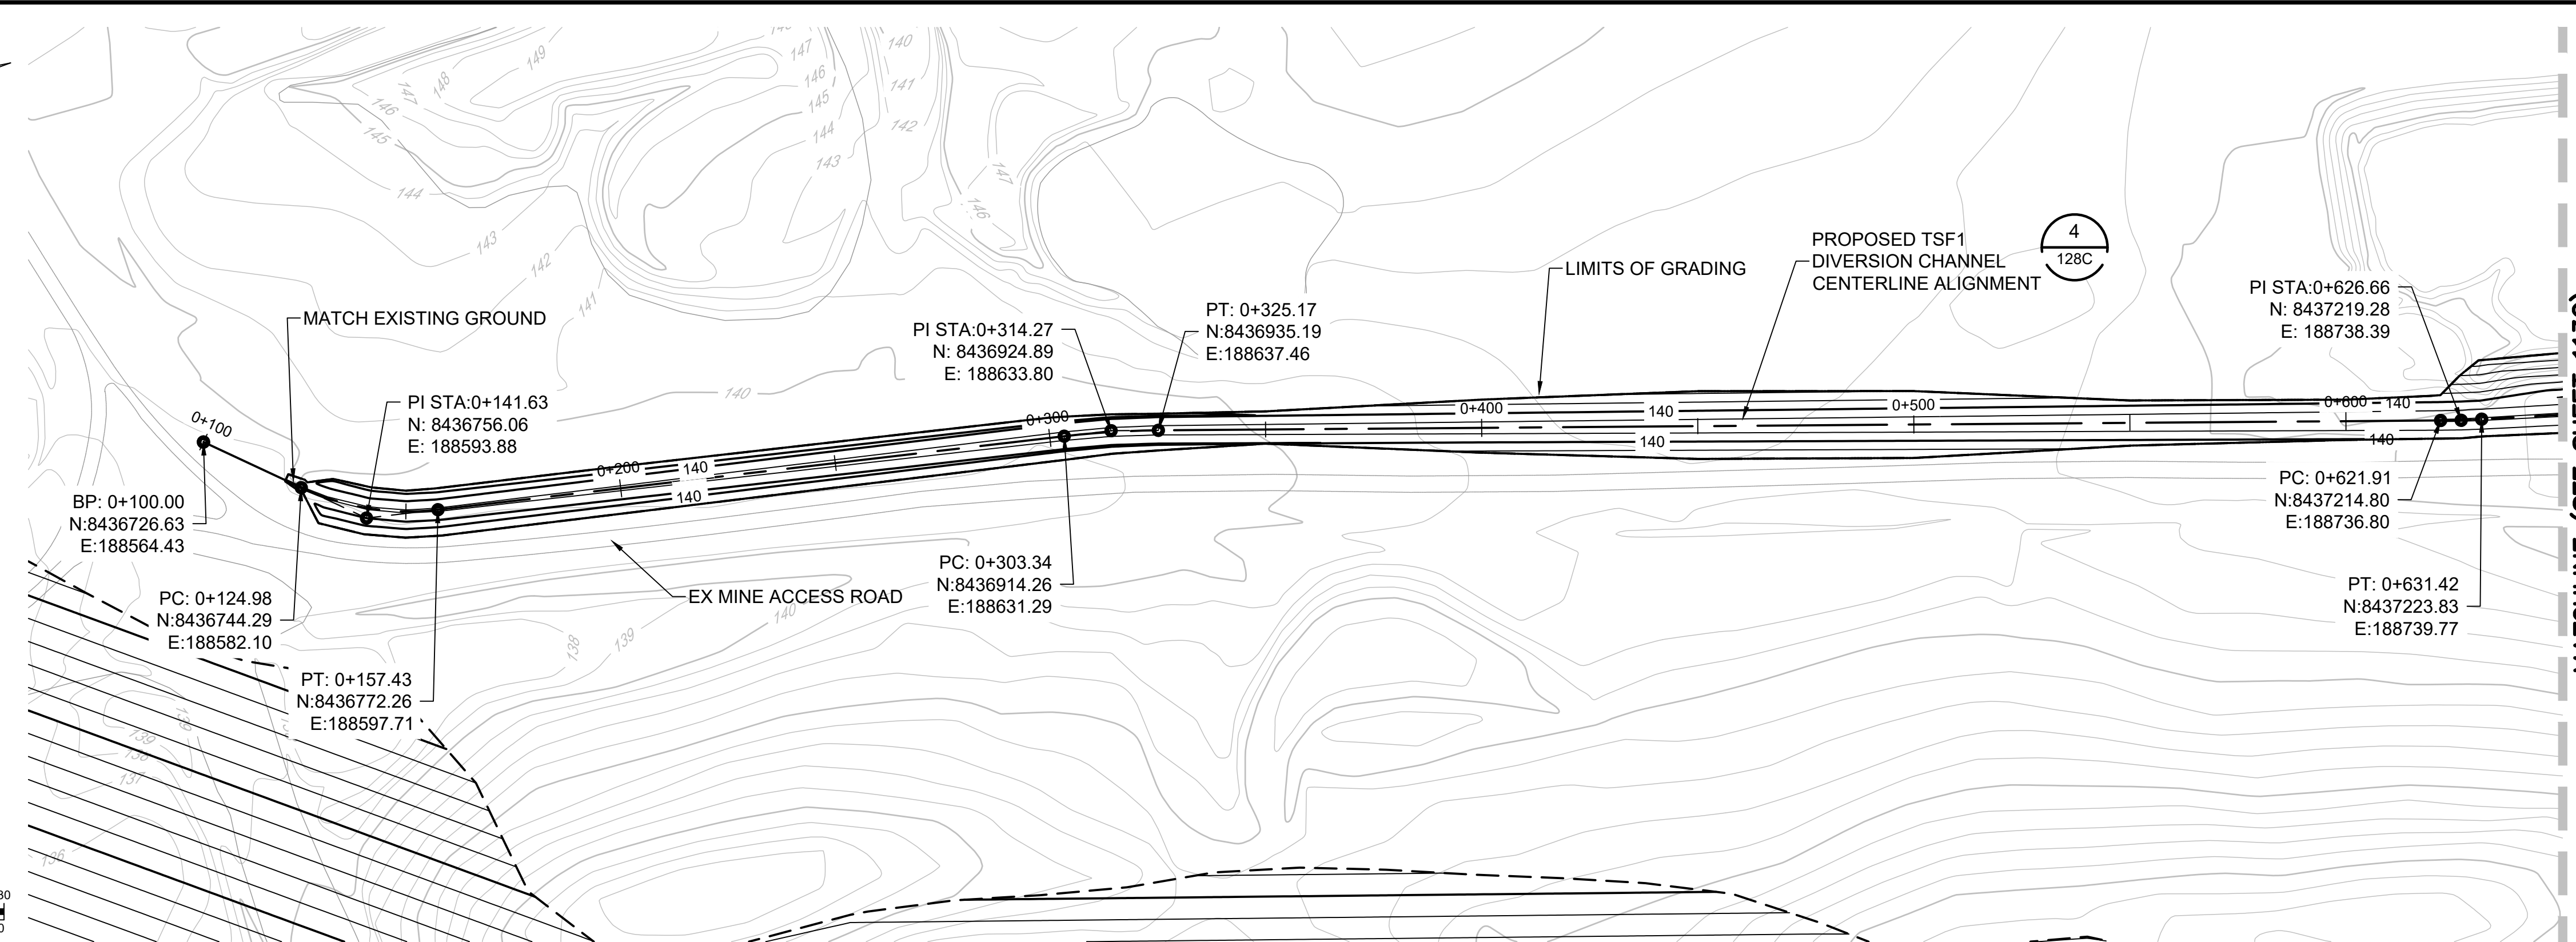 140
147
140
149
146
141
148
147
146
145
145
144
142
144
143
147
146
143
142
141
140
139
138
140
139
138
139
138
137
136
MATCH EXISTING GROUND
0+100
BP: 0+100.00
N:8436726.63
E:188564.43
PI STA:0+141.63
N: 8436756.06
E: 188593.88
PC: 0+124.98
N:8436744.29
E:188582.10
PT: 0+157.43
N:8436772.26
E:188597.71
0+200
140
140
EX MINE ACCESS ROAD
0+300
PI STA:0+314.27
N: 8436924.89
E: 188633.80
PT: 0+325.17
N:8436935.19
E:188637.46
PC: 0+303.34
N:8436914.26
E:188631.29
LIMITS OF GRADING
PROPOSED TSF1
DIVERSION CHANNEL
CENTERLINE ALIGNMENT
4
128C
0+400
140
140
0+500
0+600
140
140
PI STA:0+626.66
N: 8437219.28
E: 188738.39
PC: 0+621.91
N:8437214.80
E:188736.80
PT: 0+631.42
N:8437223.83
E:188739.77